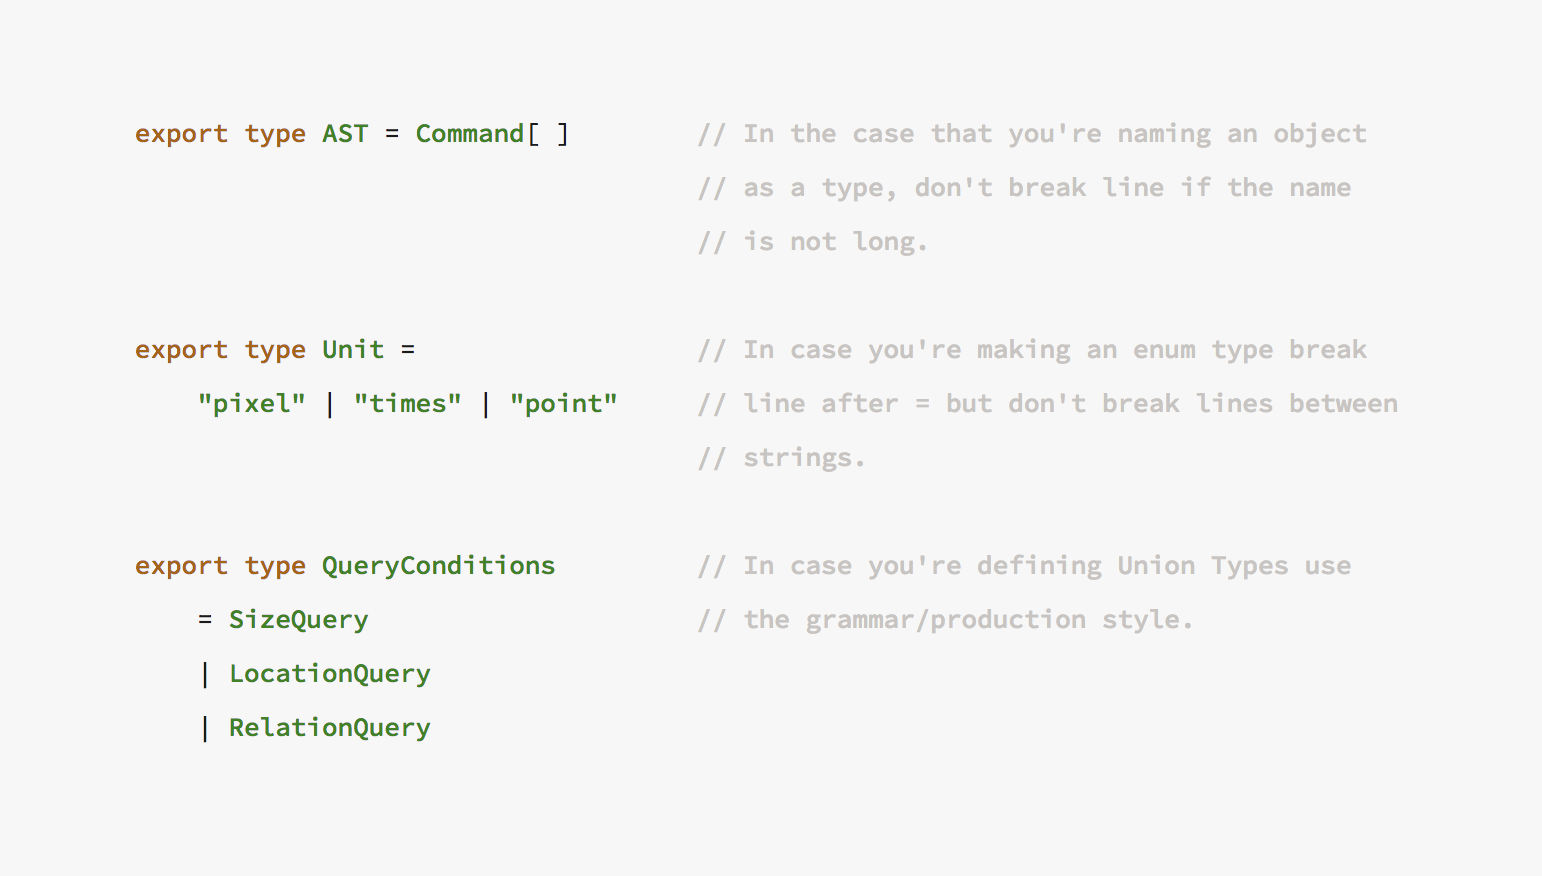 export type AST = Command[ ] // In the case that you're naming an object
// as a type, don't break line if the name
// is not long.
export type Unit = // In case you're making an enum type break
"pixel" | "times" | "point" // line after = but don't break lines between
// strings.
export type QueryConditions // In case you're defining Union Types use
= SizeQuery // the grammar/production style.
| LocationQuery
| RelationQuery